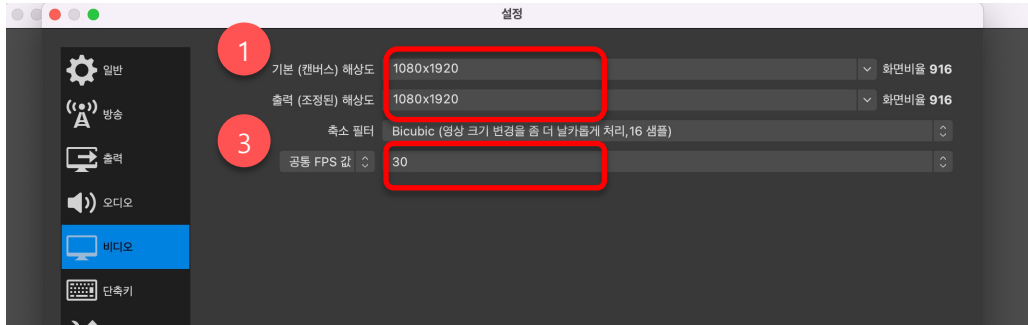 설정
1
일반
기본 (캔버스) 해상도 1080x1920 화면비율 916
방송
출력 (조정된) 해상도 1080x1920 화면비율 916
3
축소 필터 Bicubic (영상 크기 변경을 좀 더 날카롭게 처리,16 샘플)
출력
공통 FPS 값 30
오디오
비디오
단축키